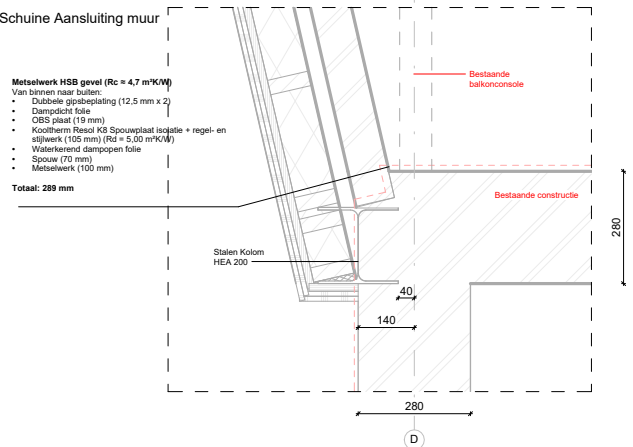 Schuine Aansluiting muur
Metselwerk HSB gevel (Rc ≈ 4,7 m²K/W)
Van binnen naar buiten:
• Dubbele gipsbeplating (12,5 mm x 2)
• Dampdicht folie
• OBS plaat (19 mm)
• Kooltherm Resol K8 Spouwplaat isolatie + regel- en
stijlwerk (105 mm) (Rd = 5,00 m²K/W)
• Waterkerend dampopen folie
• Spouw (70 mm)
• Metselwerk (100 mm)
Totaal: 289 mm
Bestaande
balkonconsole
Bestaande constructie
280
Stalen Kolom
HEA 200
40
140
280
D